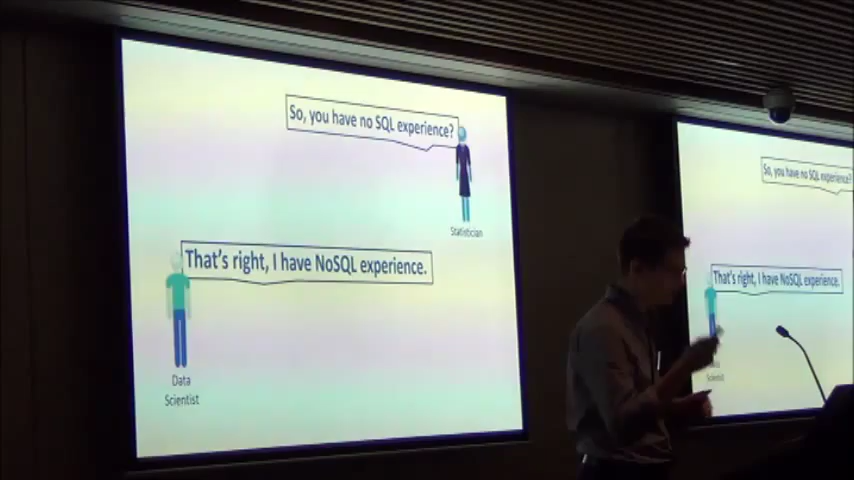 So, you have no SQL experience?
Statistician
That's right, I have NoSQL experience.
Data
Scientist
So, you have no SQL experience?
That's right, I have NoSQL experience.
Scientist